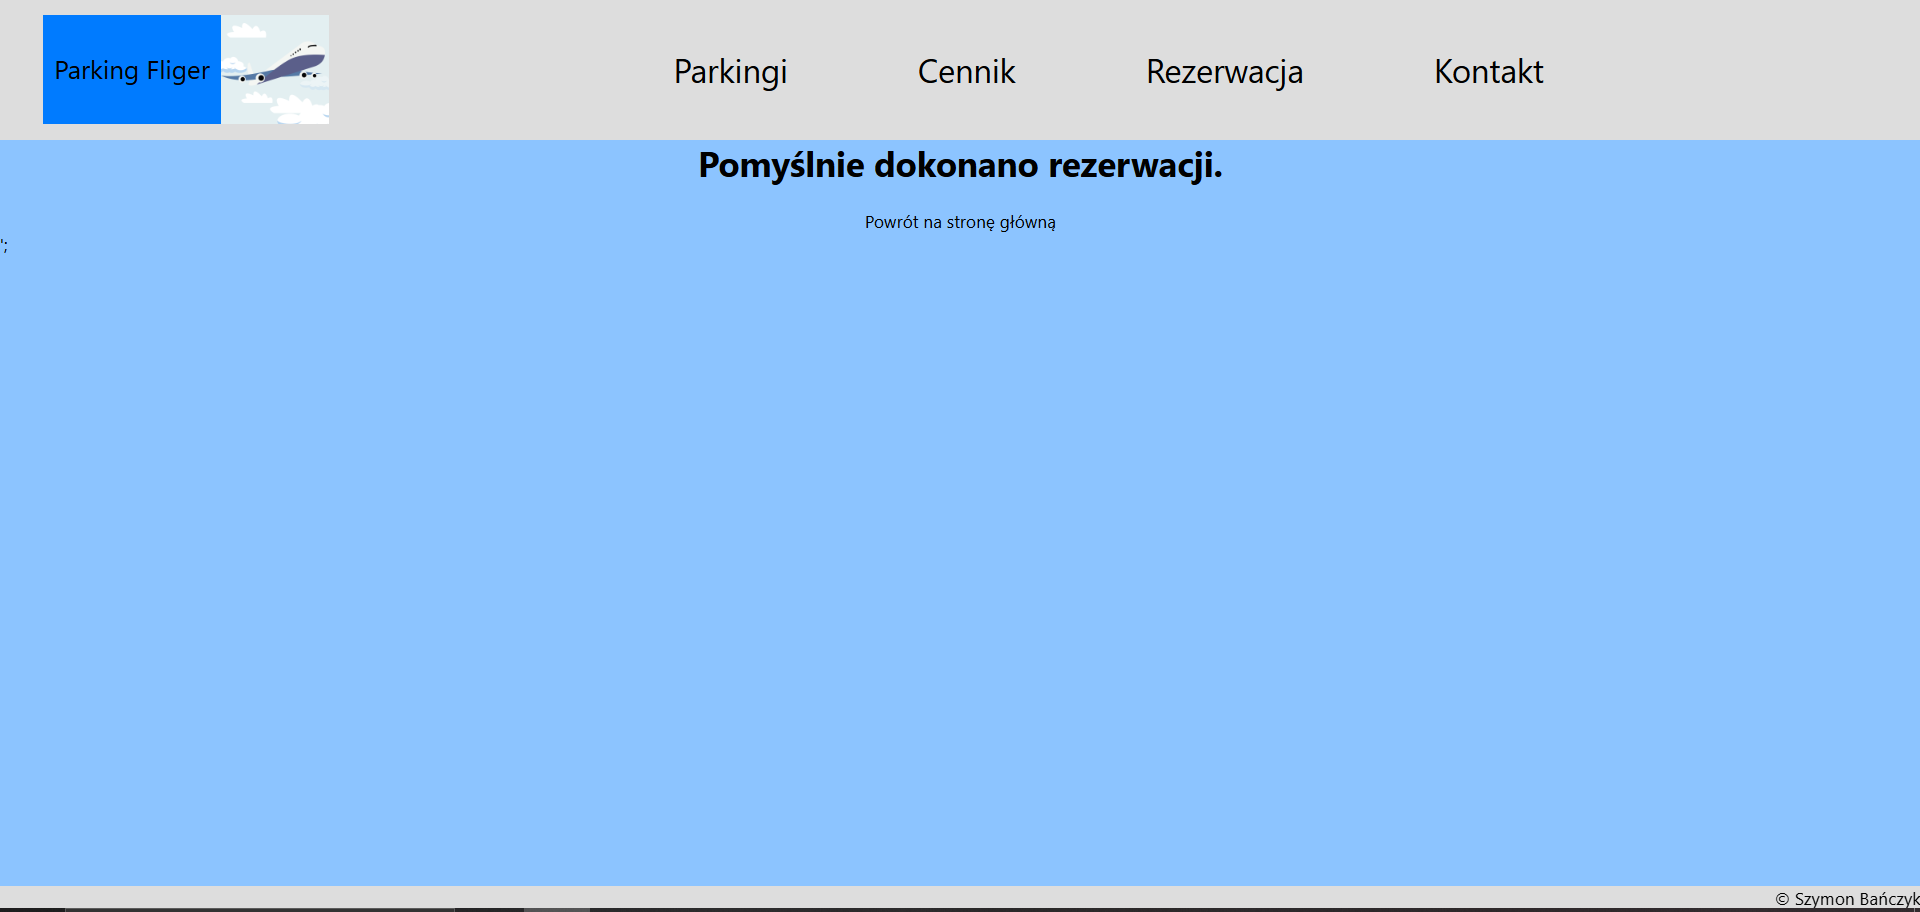 Parking Fliger
Parkingi Cennik Rezerwacja Kontakt
Pomyślnie dokonano rezerwacji.
Powrót na stronę główną
';
© Szymon Bańczyk